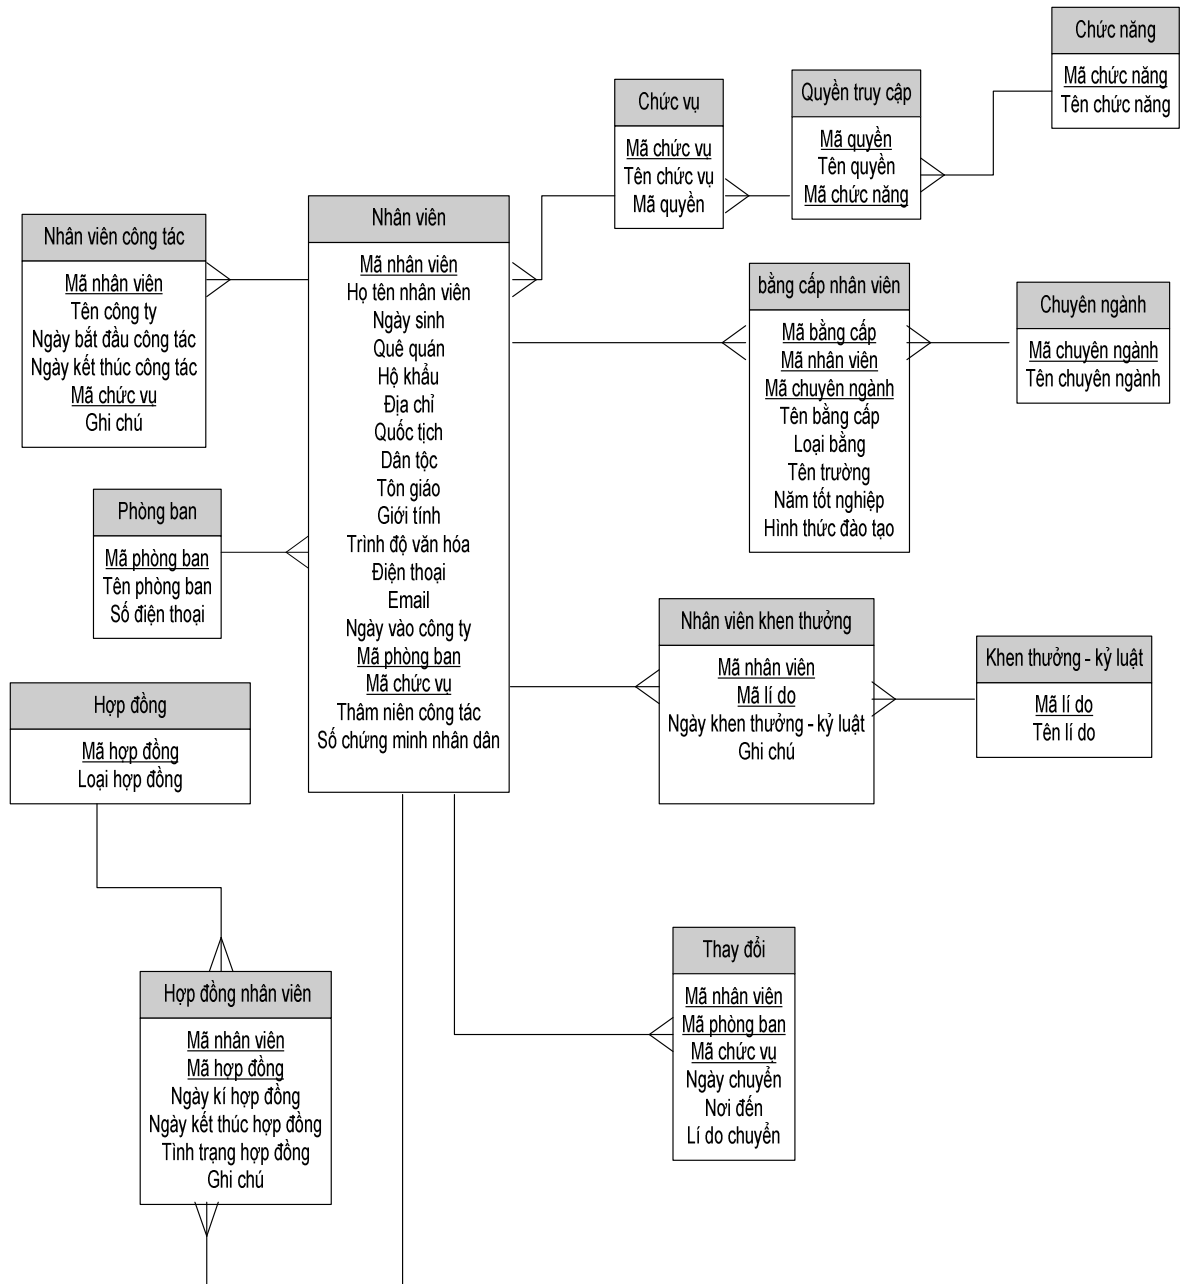 Chức năng
Mã chức năng
Tên chức năng
Quyền truy cập
Mã quyền
Tên quyền
Mã chức năng
Chức vụ
Mã chức vụ
Tên chức vụ
Mã quyền
Nhân viên
Mã nhân viên
Họ tên nhân viên
Ngày sinh
Quê quán
Hộ khẩu
Địa chỉ
Quốc tịch
Dân tộc
Tôn giáo
Giới tính
Trình độ văn hóa
Điện thoại
Email
Ngày vào công ty
Mã phòng ban
Mã chức vụ
Thâm niên công tác
Số chứng minh nhân dân
Nhân viên công tác
Mã nhân viên
Tên công ty
Ngày bắt đầu công tác
Ngày kết thúc công tác
Mã chức vụ
Ghi chú
bằng cấp nhân viên
Mã bằng cấp
Mã nhân viên
Mã chuyên ngành
Tên bằng cấp
Loại bằng
Tên trường
Năm tốt nghiệp
Hình thức đào tạo
Chuyên ngành
Mã chuyên ngành
Tên chuyên ngành
Phòng ban
Mã phòng ban
Tên phòng ban
Số điện thoại
Nhân viên khen thưởng
Mã nhân viên
Mã lí do
Ngày khen thưởng - kỷ luật
Ghi chú
Khen thưởng - kỷ luật
Mã lí do
Tên lí do
Hợp đồng
Mã hợp đồng
Loại hợp đồng
Thay đổi
Mã nhân viên
Mã phòng ban
Mã chức vụ
Ngày chuyển
Nơi đến
Lí do chuyển
Hợp đồng nhân viên
Mã nhân viên
Mã hợp đồng
Ngày kí hợp đồng
Ngày kết thúc hợp đồng
Tình trạng hợp đồng
Ghi chú